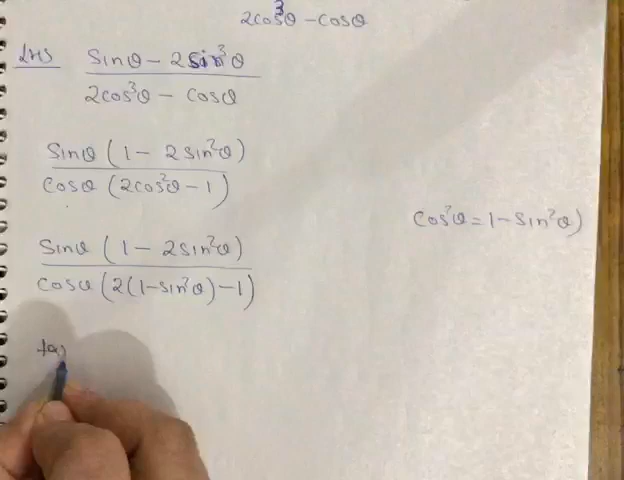 2cos³θ - cosθ
LHS
sinθ - 2sin³θ
2cos³θ - cosθ
sinθ (1 - 2sin²θ)
cosθ (2cos²θ - 1)
cos²θ = 1 - sin²θ)
sinθ (1 - 2sin²θ)
cosθ (2(1-sin²θ) - 1)